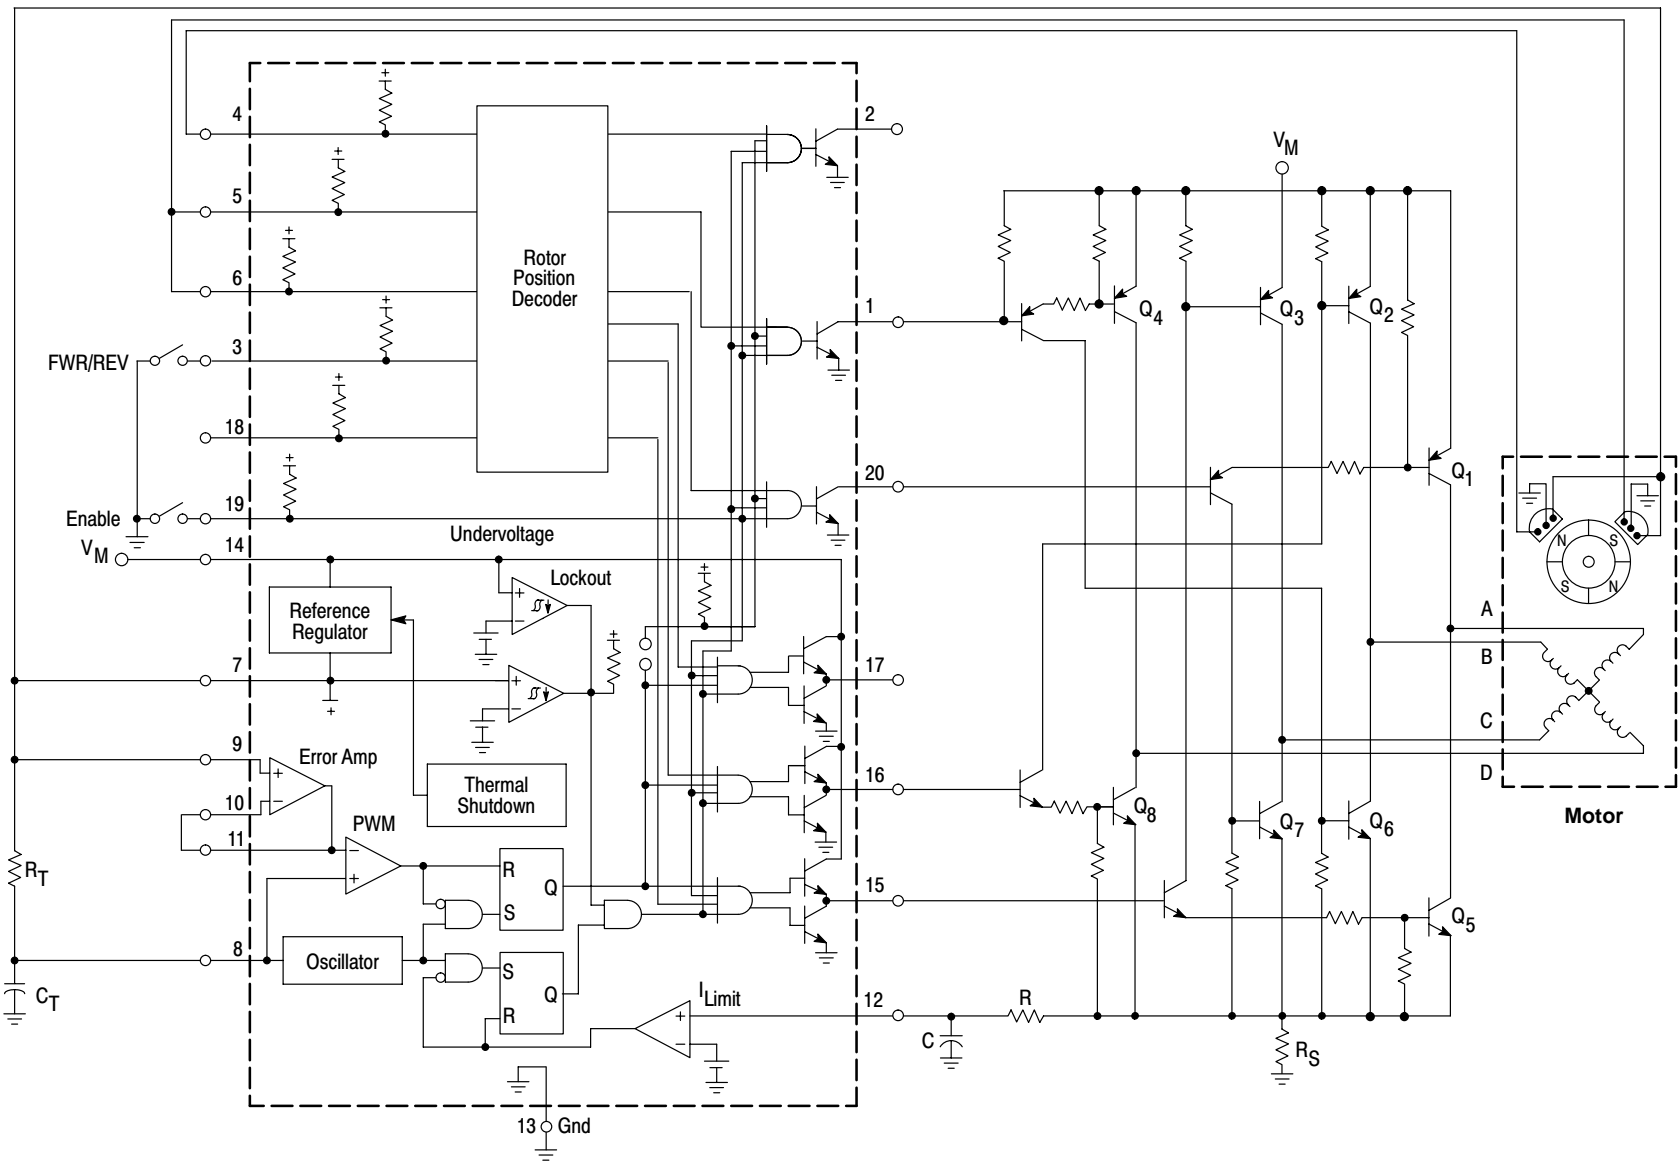 4
2
5
V_M
Rotor
Position
Decoder
6
1
Q_4
Q_3
Q_2
3
FWR/REV
18
20
Q_1
19
Enable
Undervoltage
N
S
S
N
V_M
14
Lockout
Reference
Regulator
A
B
7
17
C
9
Error Amp
Thermal
Shutdown
16
D
10
PWM
Q_8
Q_7
Q_6
Motor
11
R_T
R
Q
S
15
Q_5
8
Oscillator
S
Q
R
C_T
I_Limit
12
R
C
R_S
13
Gnd
+
+
+
+
+
+
+
−
+
+
+
−
+
+
−
−
+
+
−